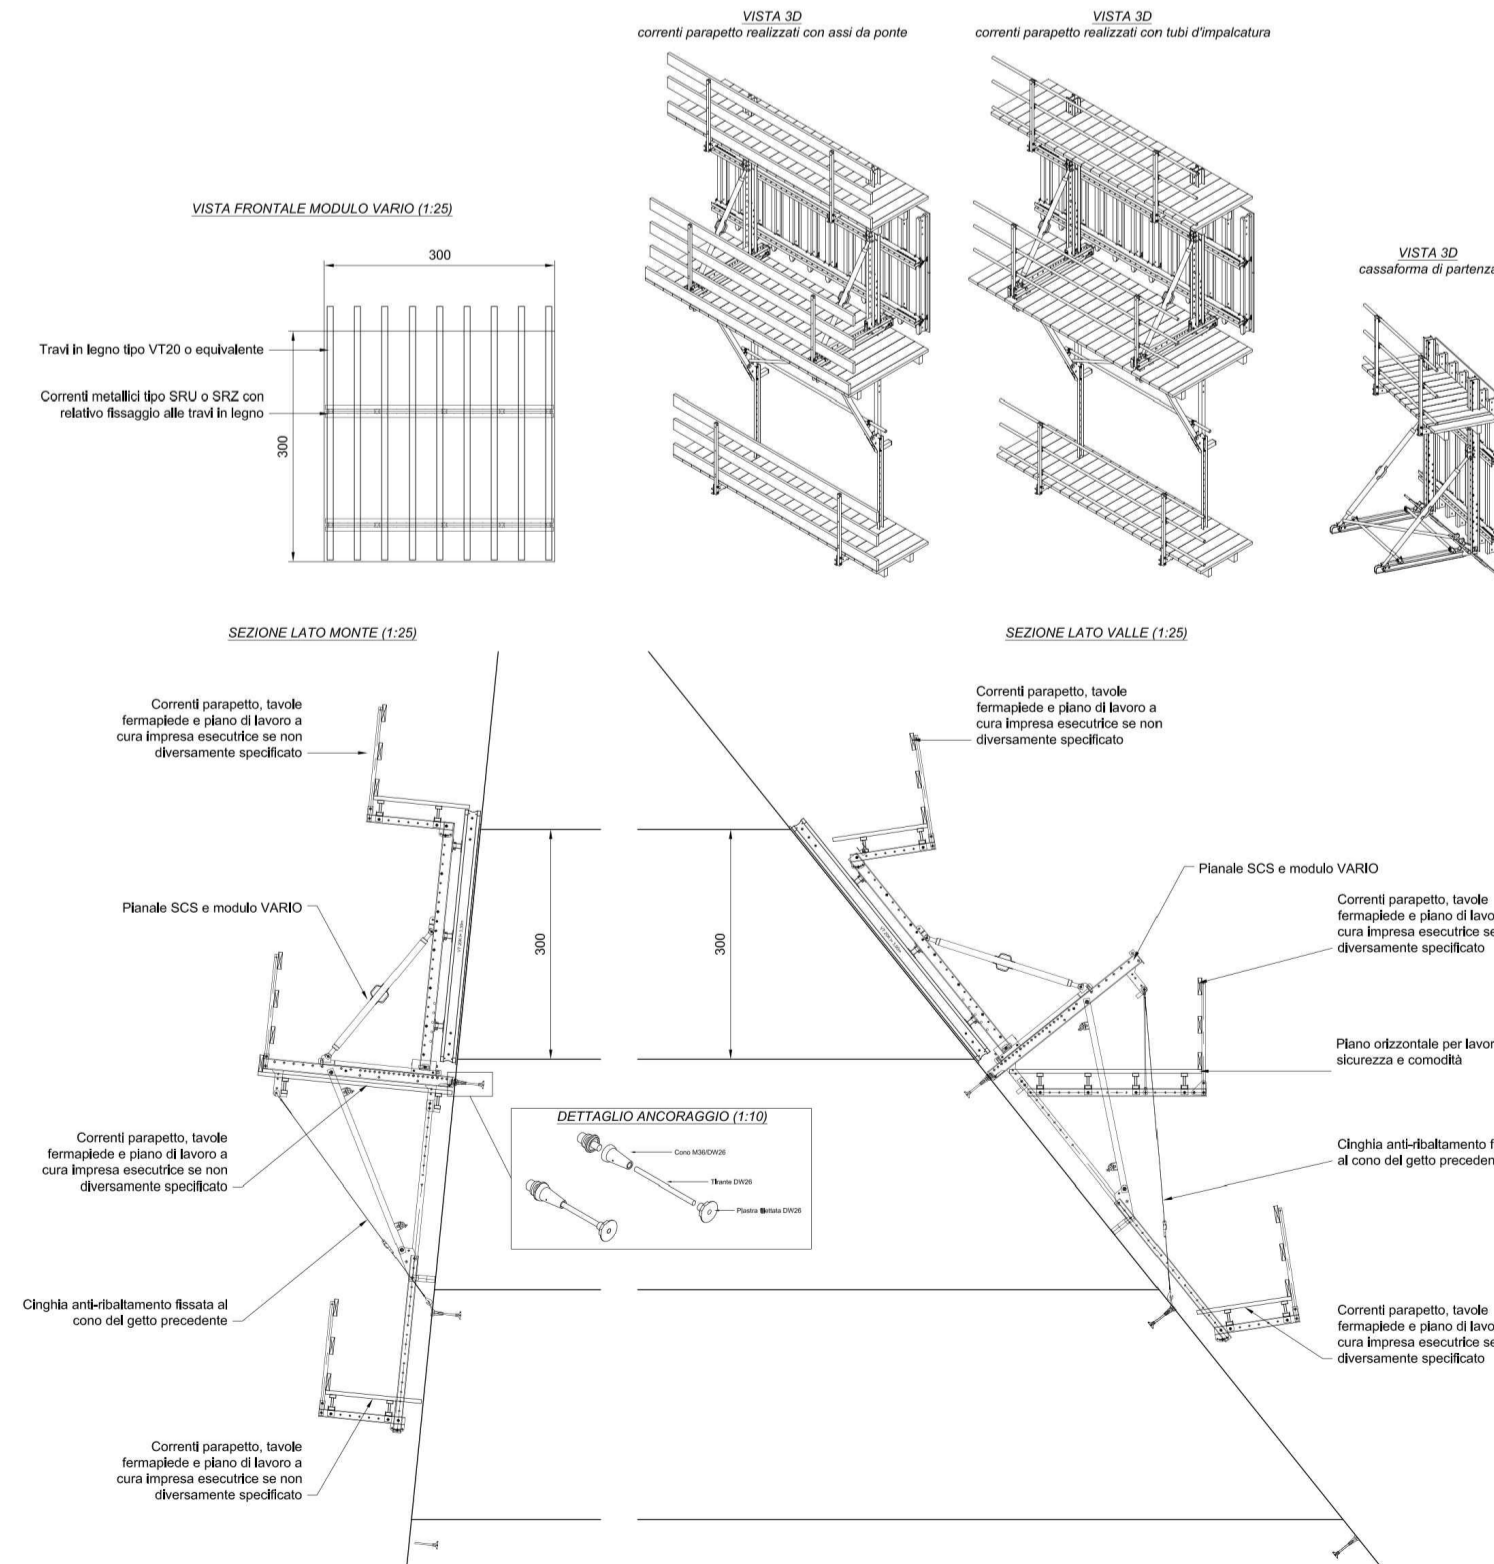 VISTA 3D
correnti parapetto realizzati con assi da ponte
VISTA 3D
correnti parapetto realizzati con tubi d'impalcatura
VISTA FRONTALE MODULO VARIO (1:25)
300
Travi in legno tipo VT20 o equivalente
Correnti metallici tipo SRU o SRZ con
relativo fissaggio alle travi in legno
300
VISTA 3D
cassaforma di partenza
SEZIONE LATO MONTE (1:25)
SEZIONE LATO VALLE (1:25)
Correnti parapetto, tavole
fermapiede e piano di lavoro a
cura impresa esecutrice se non
diversamente specificato
Correnti parapetto, tavole
fermapiede e piano di lavoro a
cura impresa esecutrice se non
diversamente specificato
Pianale SCS e modulo VARIO
300
300
Pianale SCS e modulo VARIO
Correnti parapetto, tavole
fermapiede e piano di lavo
cura impresa esecutrice se
diversamente specificato
Piano orizzontale per lavor
sicurezza e comodità
DETTAGLIO ANCORAGGIO (1:10)
Cono M36/DW26
Tirante DW26
Piastra filettata DW26
Correnti parapetto, tavole
fermapiede e piano di lavoro a
cura impresa esecutrice se non
diversamente specificato
Cinghia anti-ribaltamento f
al cono del getto preceden
Cinghia anti-ribaltamento fissata al
cono del getto precedente
Correnti parapetto, tavole
fermapiede e piano di lavo
cura impresa esecutrice se
diversamente specificato
Correnti parapetto, tavole
fermapiede e piano di lavoro a
cura impresa esecutrice se non
diversamente specificato